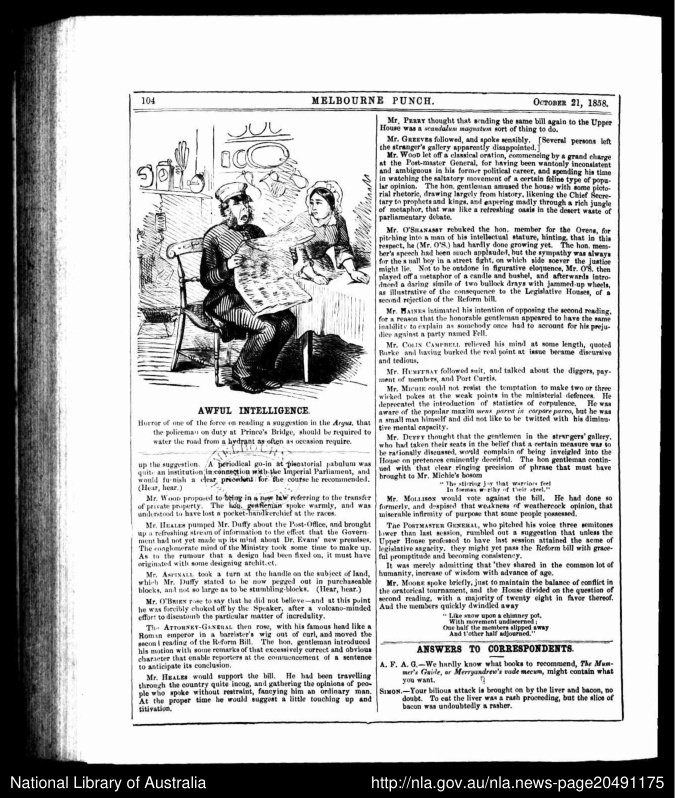 104
MELBOURNE PUNCH.
OCTOBER 21, 1858.
AWFUL INTELLIGENCE.
HORROR of one of the force on reading a suggestion in the Argus, that
the policeman on duty at Prince's Bridge, should be required to
water the road from a hydrant as often as occasion require.
up the suggestion. A periodical go-in at piscatorial pabulum was
quite an institution in connection with the Imperial Parliament, and
would furnish a clear precedent for the course he recommended.
(Hear, hear.)
Mr. WOOD proposed to bring in a new law referring to the transfer
of private property. The hon. gentleman spoke warmly, and was
understood to have lost a pocket-handkerchief at the races.
Mr. HEALES pumped Mr. Duffy about the Post-Office, and brought
up a refreshing stream of information to the effect that the Govern-
ment had not yet made up its mind about Dr. Evans' new premises.
The conglomerate mind of the Ministry took some time to make up.
As to the rumour that a design had been fixed on, it must have
originated with some designing architect.
Mr. ASPINALL took a turn at the handle on the subject of land,
which Mr. Duffy stated to be now pegged out in purchaseable
blocks, and not so large as to be stumbling-blocks. (Hear, hear.)
Mr. O'BRIEN rose to say that he did not believe—and at this point
he was forcibly choked off by the Speaker, after a volcano-minded
effort to disentomb the particular matter of incredulity.
The ATTORNEY-GENERAL then rose, with his famous head like a
Roman emperor in a barrister's wig out of curl, and moved the
second reading of the Reform Bill. The hon. gentleman introduced
his motion with some remarks of that excessively correct and obvious
character that enable reporters at the commencement of a sentence
to anticipate its conclusion.
Mr. HEALES would support the bill. He had been travelling
through the country quite incog, and gathering the opinions of peo-
ple who spoke without restraint, fancying him an ordinary man.
At the proper time he would suggest a little touching up and
titivation.
Mr. PERRY thought that sending the same bill again to the Upper
House was a scandalum magnatum sort of thing to do.
Mr. GREEVES followed, and spoke sensibly. [Several persons left
the stranger's gallery apparently disappointed.]
Mr. WOOD let off a classical oration, commencing by a grand charge
at the Post-master General, for having been wantonly inconsistent
and ambiguous in his former political career, and spending his time
in watching the saltatory movement of a certain feline type of popu-
lar opinion. The hon. gentleman amused the house with some picto-
rial rhetoric, drawing largely from history, likening the Chief Secre-
tary to prophets and kings, and capering madly through a rich jungle
of metaphor, that was like a refreshing oasis in the desert waste of
parliamentary debate.
Mr. O'SHANASSY rebuked the hon. member for the Ovens, for
pitching into a man of his intellectual stature, hinting, that in this
respect, he (Mr. O'S.) had hardly done growing yet. The hon. mem-
ber's speech had been much applauded, but the sympathy was always
for the small boy in a street fight, on which side soever the justice
might lie. Not to be outdone in figurative eloquence, Mr. O'S. then
played off a metaphor of a candle and bushel, and afterwards intro-
duced a daring simile of two bullock drays with jammed-up wheels,
as illustrative of the consequence to the Legislative Houses, of a
second rejection of the Reform bill.
Mr. HAINES intimated his intention of opposing the second reading,
for a reason that the honorable gentleman appeared to have the same
inability to explain as somebody once had to account for his preju-
dice against a party named Fell.
Mr. COLIN CAMPBELL relieved his mind at some length, quoted
Burke and having burked the real point at issue became discursive
and tedious.
Mr. HUMFFRAY followed suit, and talked about the diggers, pay-
ment of members, and Port Curtis.
Mr. MICHIE could not resist the temptation to make two or three
wicked pokes at the weak points in the ministerial defences. He
deprecated the introduction of statistics of corpulence. He was
aware of the popular maxim mens parva in corpore parvo, but he was
a small man himself and did not like to be twitted with his diminu-
tive mental capacity.
Mr. DUFFY thought that the gentlemen in the strangers' gallery,
who had taken their seats in the belief that a certain measure was to
be rationally discussed, would complain of being inveigled into the
House on pretences eminently deceitful. The hon gentleman contin-
ued with that clear ringing precision of phrase that must have
brought to Mr. Michie's bosom
"The stirring joy that warriors feel
In foemen worthy of their steel."
Mr. MOLLISON would vote against the bill. He had done so
formerly, and despised that weakness of weathercock opinion, that
miserable infirmity of purpose that some people possessed.
The POSTMASTER GENERAL, who pitched his voice three semitones
lower than last session, rumbled out a suggestion that unless the
Upper House professed to have last session attained the acme of
legislative sagacity, they might yet pass the Reform bill with grace-
ful promptitude and becoming consistency.
It was merely admitting that they shared in the common lot of
humanity, increase of wisdom with advance of age.
Mr. MOORE spoke briefly, just to maintain the balance of conflict in
the oratorical tournament, and the House divided on the question of
second reading, with a majority of twenty eight in favor thereof.
And the members quickly dwindled away
"Like snow upon a chimney pot,
With movement undiscerned;
One half the members slipped away
And t'other half adjourned."
ANSWERS TO CORRESPONDENTS.
A. F. A. G.—We hardly know what books to recommend, The Mum-
mer's Guide, or Merryandrew's vade mecum, might contain what
you want.
SIMON.—Your bilious attack is brought on by the liver and bacon, no
doubt. To eat the liver was a rash proceeding, but the slice of
bacon was undoubtedly a rasher.
National Library of Australia
http://nla.gov.au/nla.news-page20491175